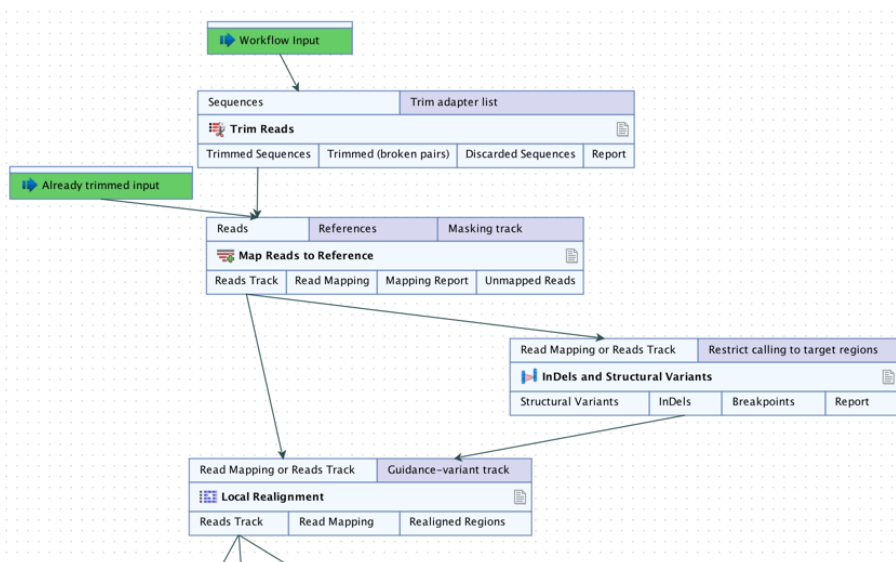 Workflow Input
Sequences Trim adapter list
Trim Reads
Trimmed Sequences Trimmed (broken pairs) Discarded Sequences Report
Already trimmed input
Reads References Masking track
Map Reads to Reference
Reads Track Read Mapping Mapping Report Unmapped Reads
Read Mapping or Reads Track Restrict calling to target regions
InDels and Structural Variants
Structural Variants InDels Breakpoints Report
Read Mapping or Reads Track Guidance-variant track
Local Realignment
Reads Track Read Mapping Realigned Regions